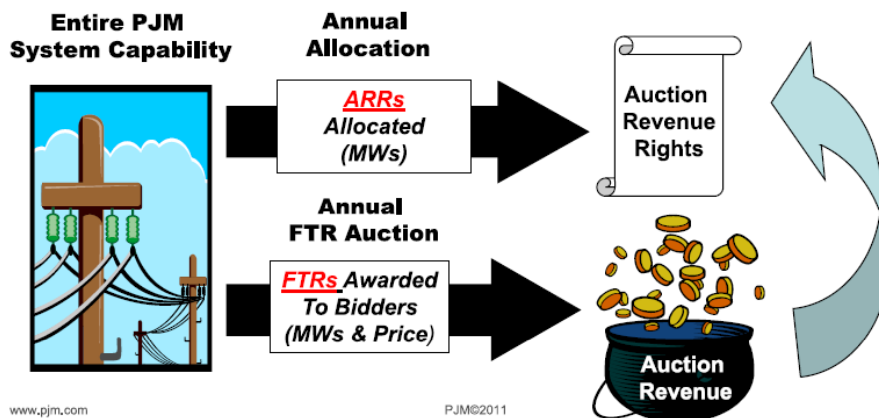 Entire PJM
System Capability
Annual
Allocation
ARRs
Allocated
(MWs)
Auction
Revenue
Rights
Annual
FTR Auction
FTRs Awarded
To Bidders
(MWs & Price)
Auction
Revenue
www.pjm.com
PJM©2011